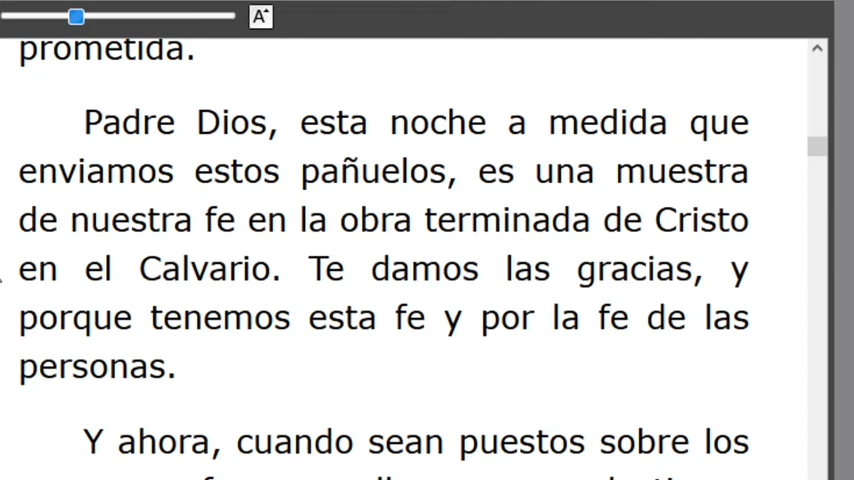 A
prometida.
Padre Dios, esta noche a medida que
enviamos estos pañuelos, es una muestra
de nuestra fe en la obra terminada de Cristo
en el Calvario. Te damos las gracias, y
porque tenemos esta fe y por la fe de las
personas.
Y ahora, cuando sean puestos sobre los